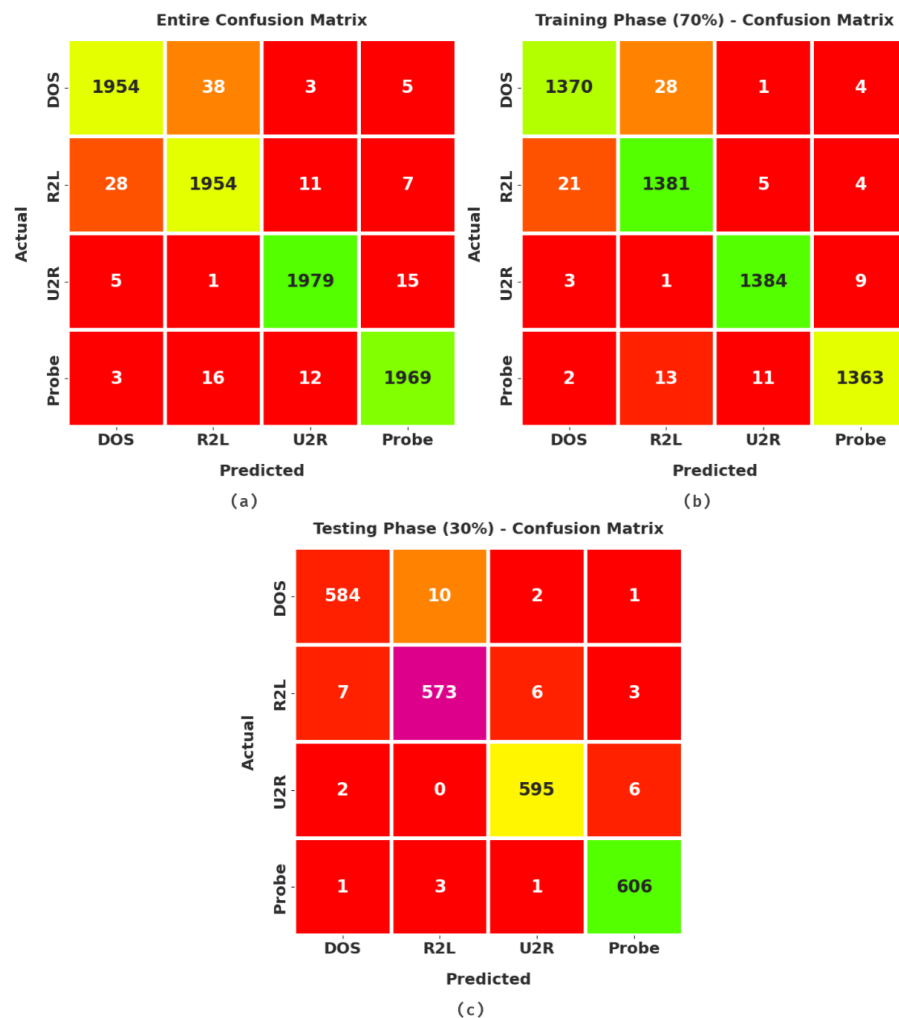 Entire Confusion Matrix
DOS 1954 38 3 5
R2L 28 1954 11 7
U2R 5 1 1979 15
Probe 3 16 12 1969
Actual
DOS R2L U2R Probe
Predicted
(a)
Training Phase (70%) - Confusion Matrix
DOS 1370 28 1 4
R2L 21 1381 5 4
U2R 3 1 1384 9
Probe 2 13 11 1363
Actual
DOS R2L U2R Probe
Predicted
(b)
Testing Phase (30%) - Confusion Matrix
DOS 584 10 2 1
R2L 7 573 6 3
U2R 2 0 595 6
Probe 1 3 1 606
Actual
DOS R2L U2R Probe
Predicted
(c)